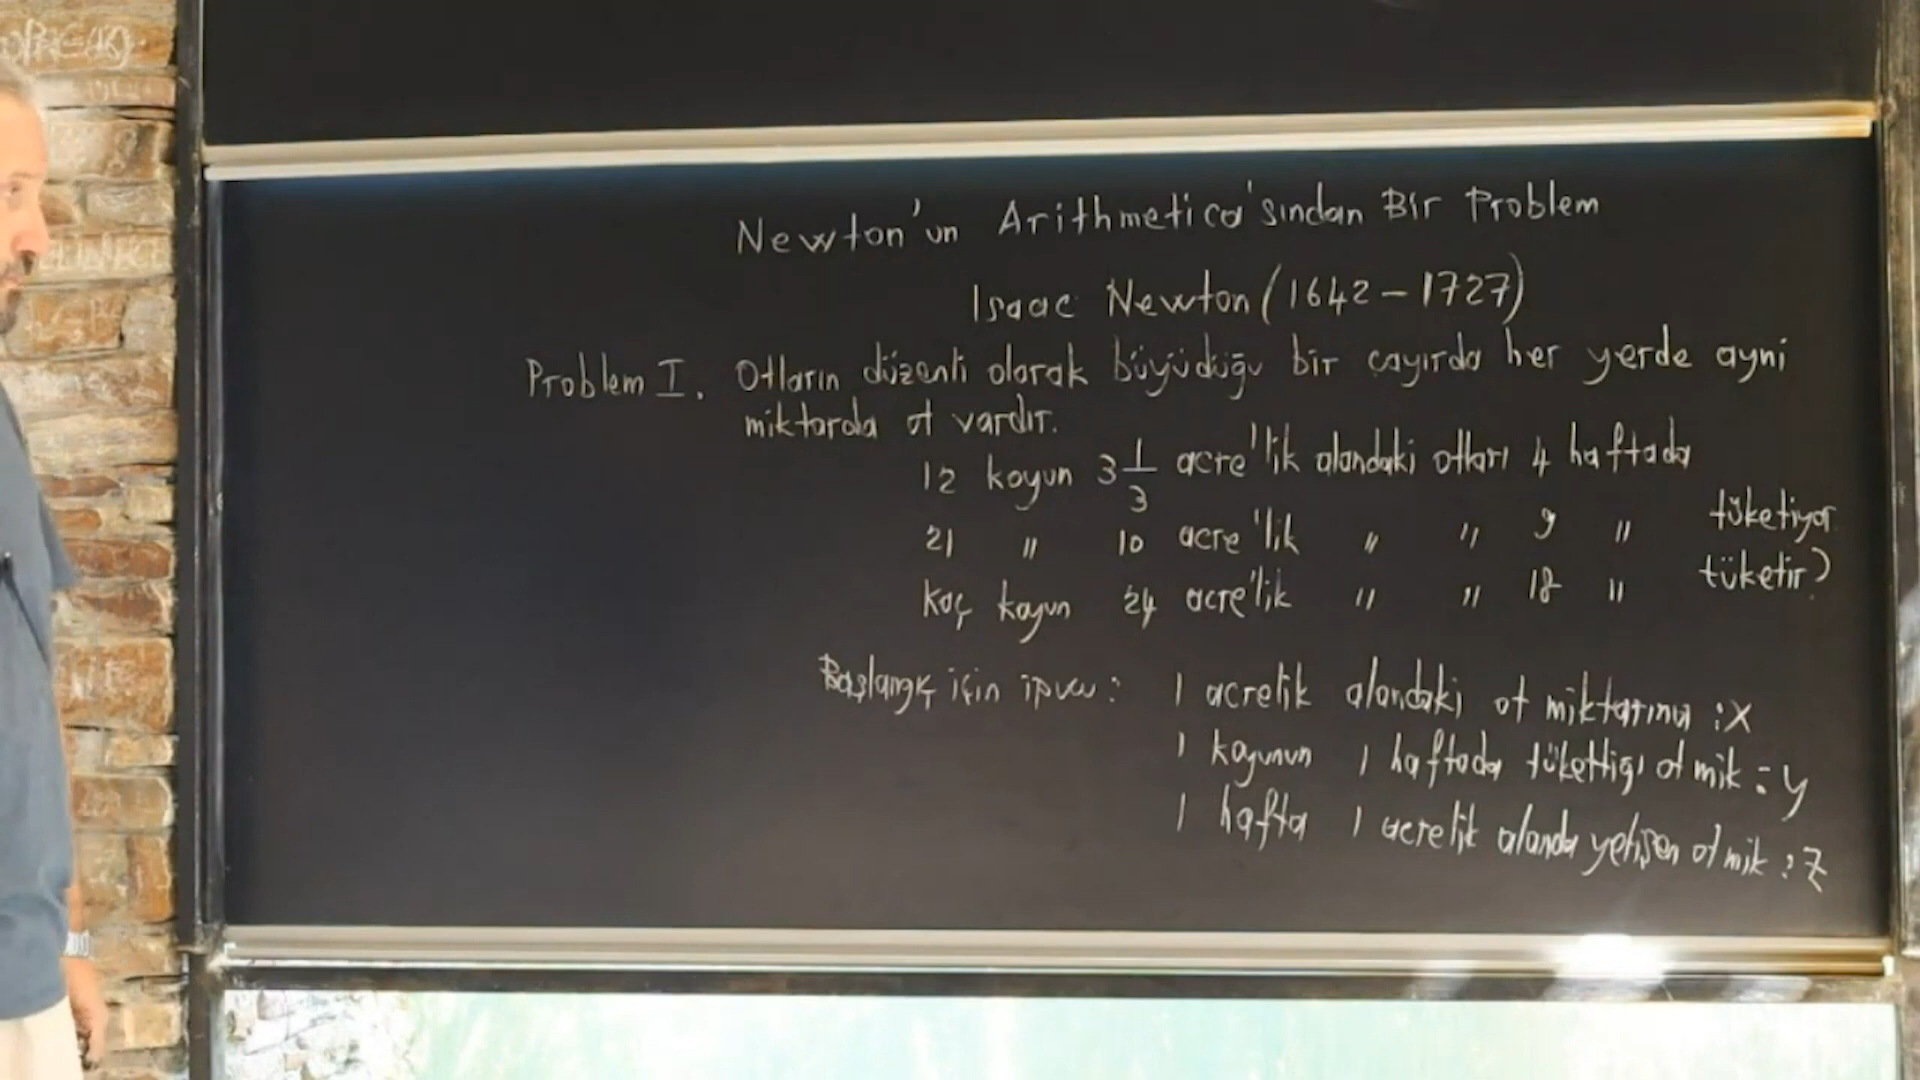 Newton'un Arithmetica'sından Bir Problem
Isaac Newton (1642 – 1727)
Problem I. Otların düzenli olarak büyüdüğü bir çayırda her yerde ayni
miktarda ot vardır.
12 koyun 3 1/3 acre'lik alandaki otları 4 haftada
tüketiyor
21 " 10 acre'lik " " 9 "
Kaç koyun 24 acre'lik " " 18 " tüketir?
Başlangıç için ipucu: 1 acrelik alandaki ot miktarını : x
1 koyunun 1 haftada tükettiği ot mik : y
1 hafta 1 acrelik alanda yetişen ot mik : z